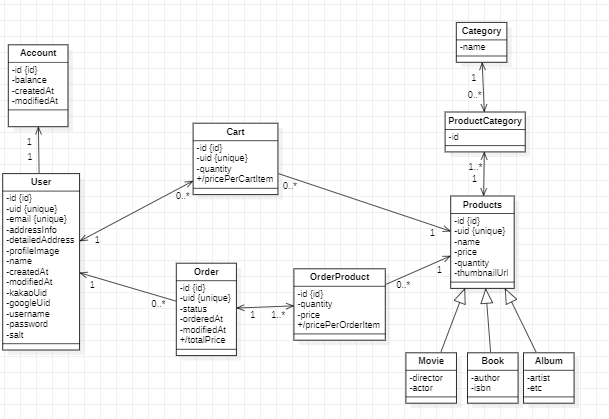 Category
-name
Account
-id {id}
-balance
-createdAt
-modifiedAt
1
0..*
ProductCategory
-id
Cart
-id {id}
-uid {unique}
-quantity
+/pricePerCartItem
1
1
1..*
1
User
-id {id}
-uid {unique}
-email {unique}
-addressInfo
-detailedAddress
-profileImage
-name
-createdAt
-modifiedAt
-kakaoUid
-googleUid
-username
-password
-salt
0..*
0..*
1
1
Products
-id {id}
-uid {unique}
-name
-price
-quantity
-thumbnailUrl
Order
-id {id}
-uid {unique}
-status
-orderedAt
-modifiedAt
+/totalPrice
1
0..*
1
1..*
OrderProduct
-id {id}
-quantity
-price
+/pricePerOrderItem
1
0..*
Movie
-director
-actor
Book
-author
-isbn
Album
-artist
-etc